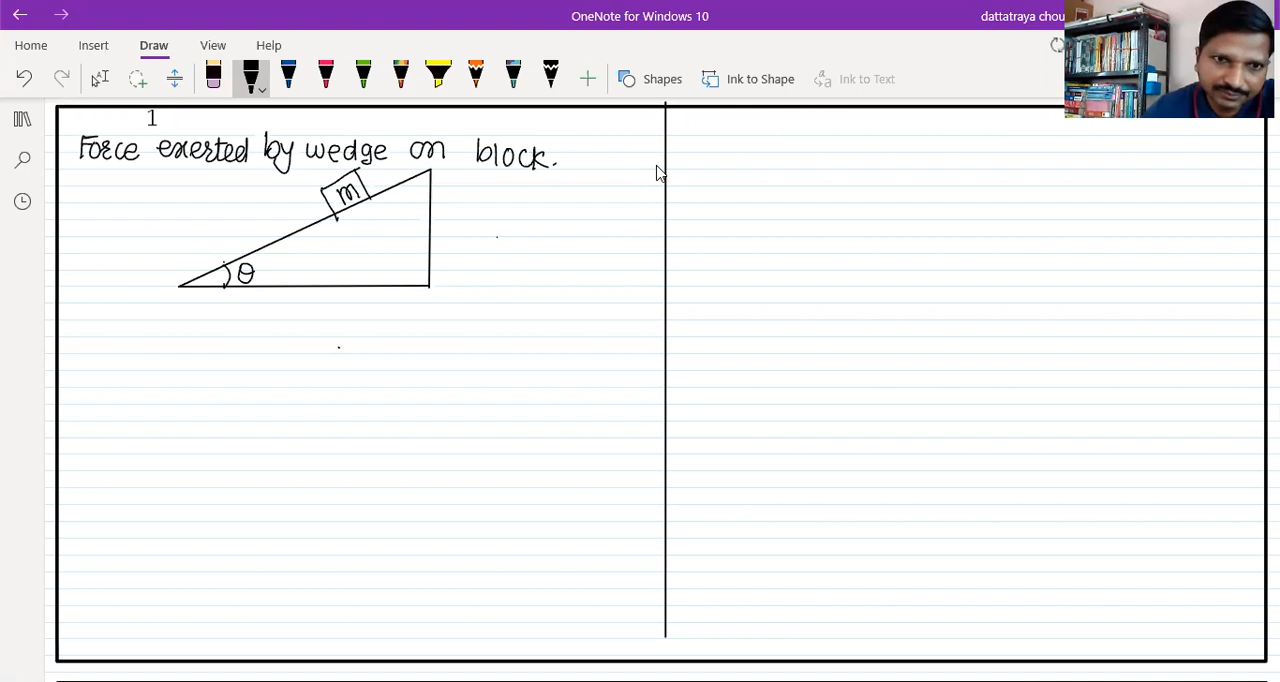 OneNote for Windows 10
dattatraya chou
Home Insert Draw View Help
Shapes Ink to Shape Ink to Text
1
Force exerted by wedge on block.
m
θ